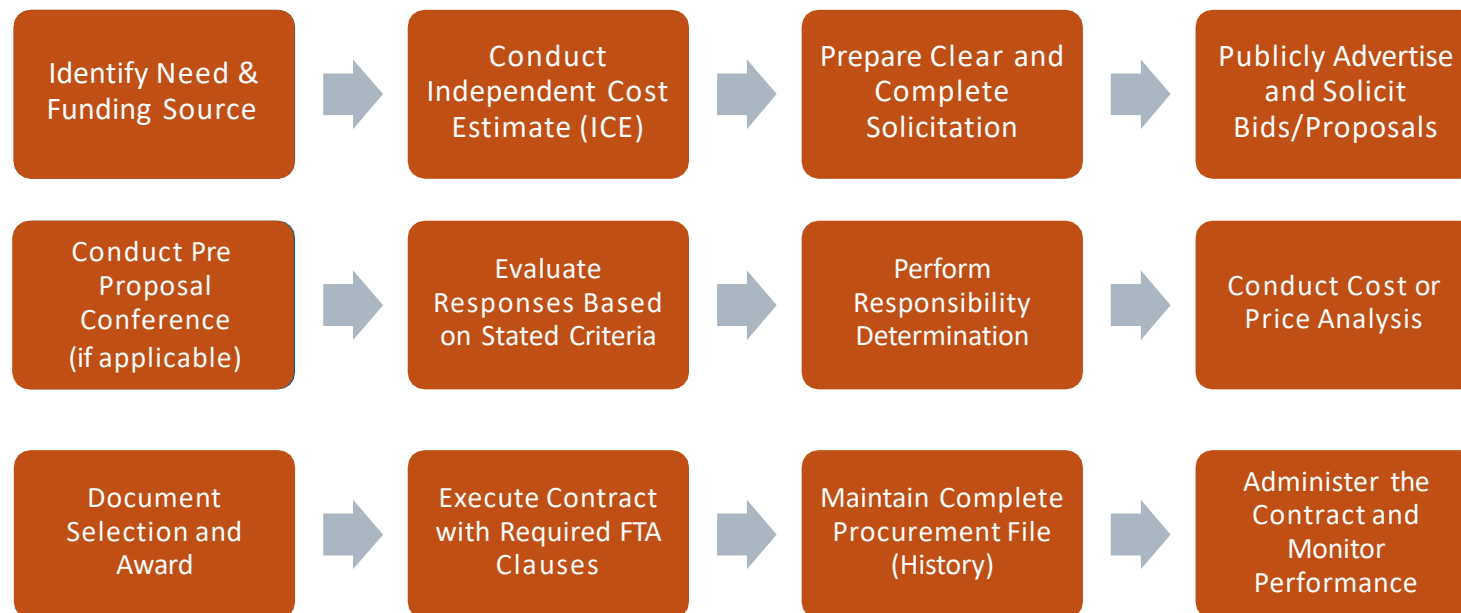 Identify Need &
Funding Source
Conduct
Independent Cost
Estimate (ICE)
Prepare Clear and
Complete
Solicitation
Publicly Advertise
and Solicit
Bids/Proposals
Conduct Pre
Proposal
Conference
(if applicable)
Evaluate
Responses Based
on Stated Criteria
Perform
Responsibility
Determination
Conduct Cost or
Price Analysis
Document
Selection and
Award
Execute Contract
with Required FTA
Clauses
Maintain Complete
Procurement File
(History)
Administer the
Contract and
Monitor
Performance